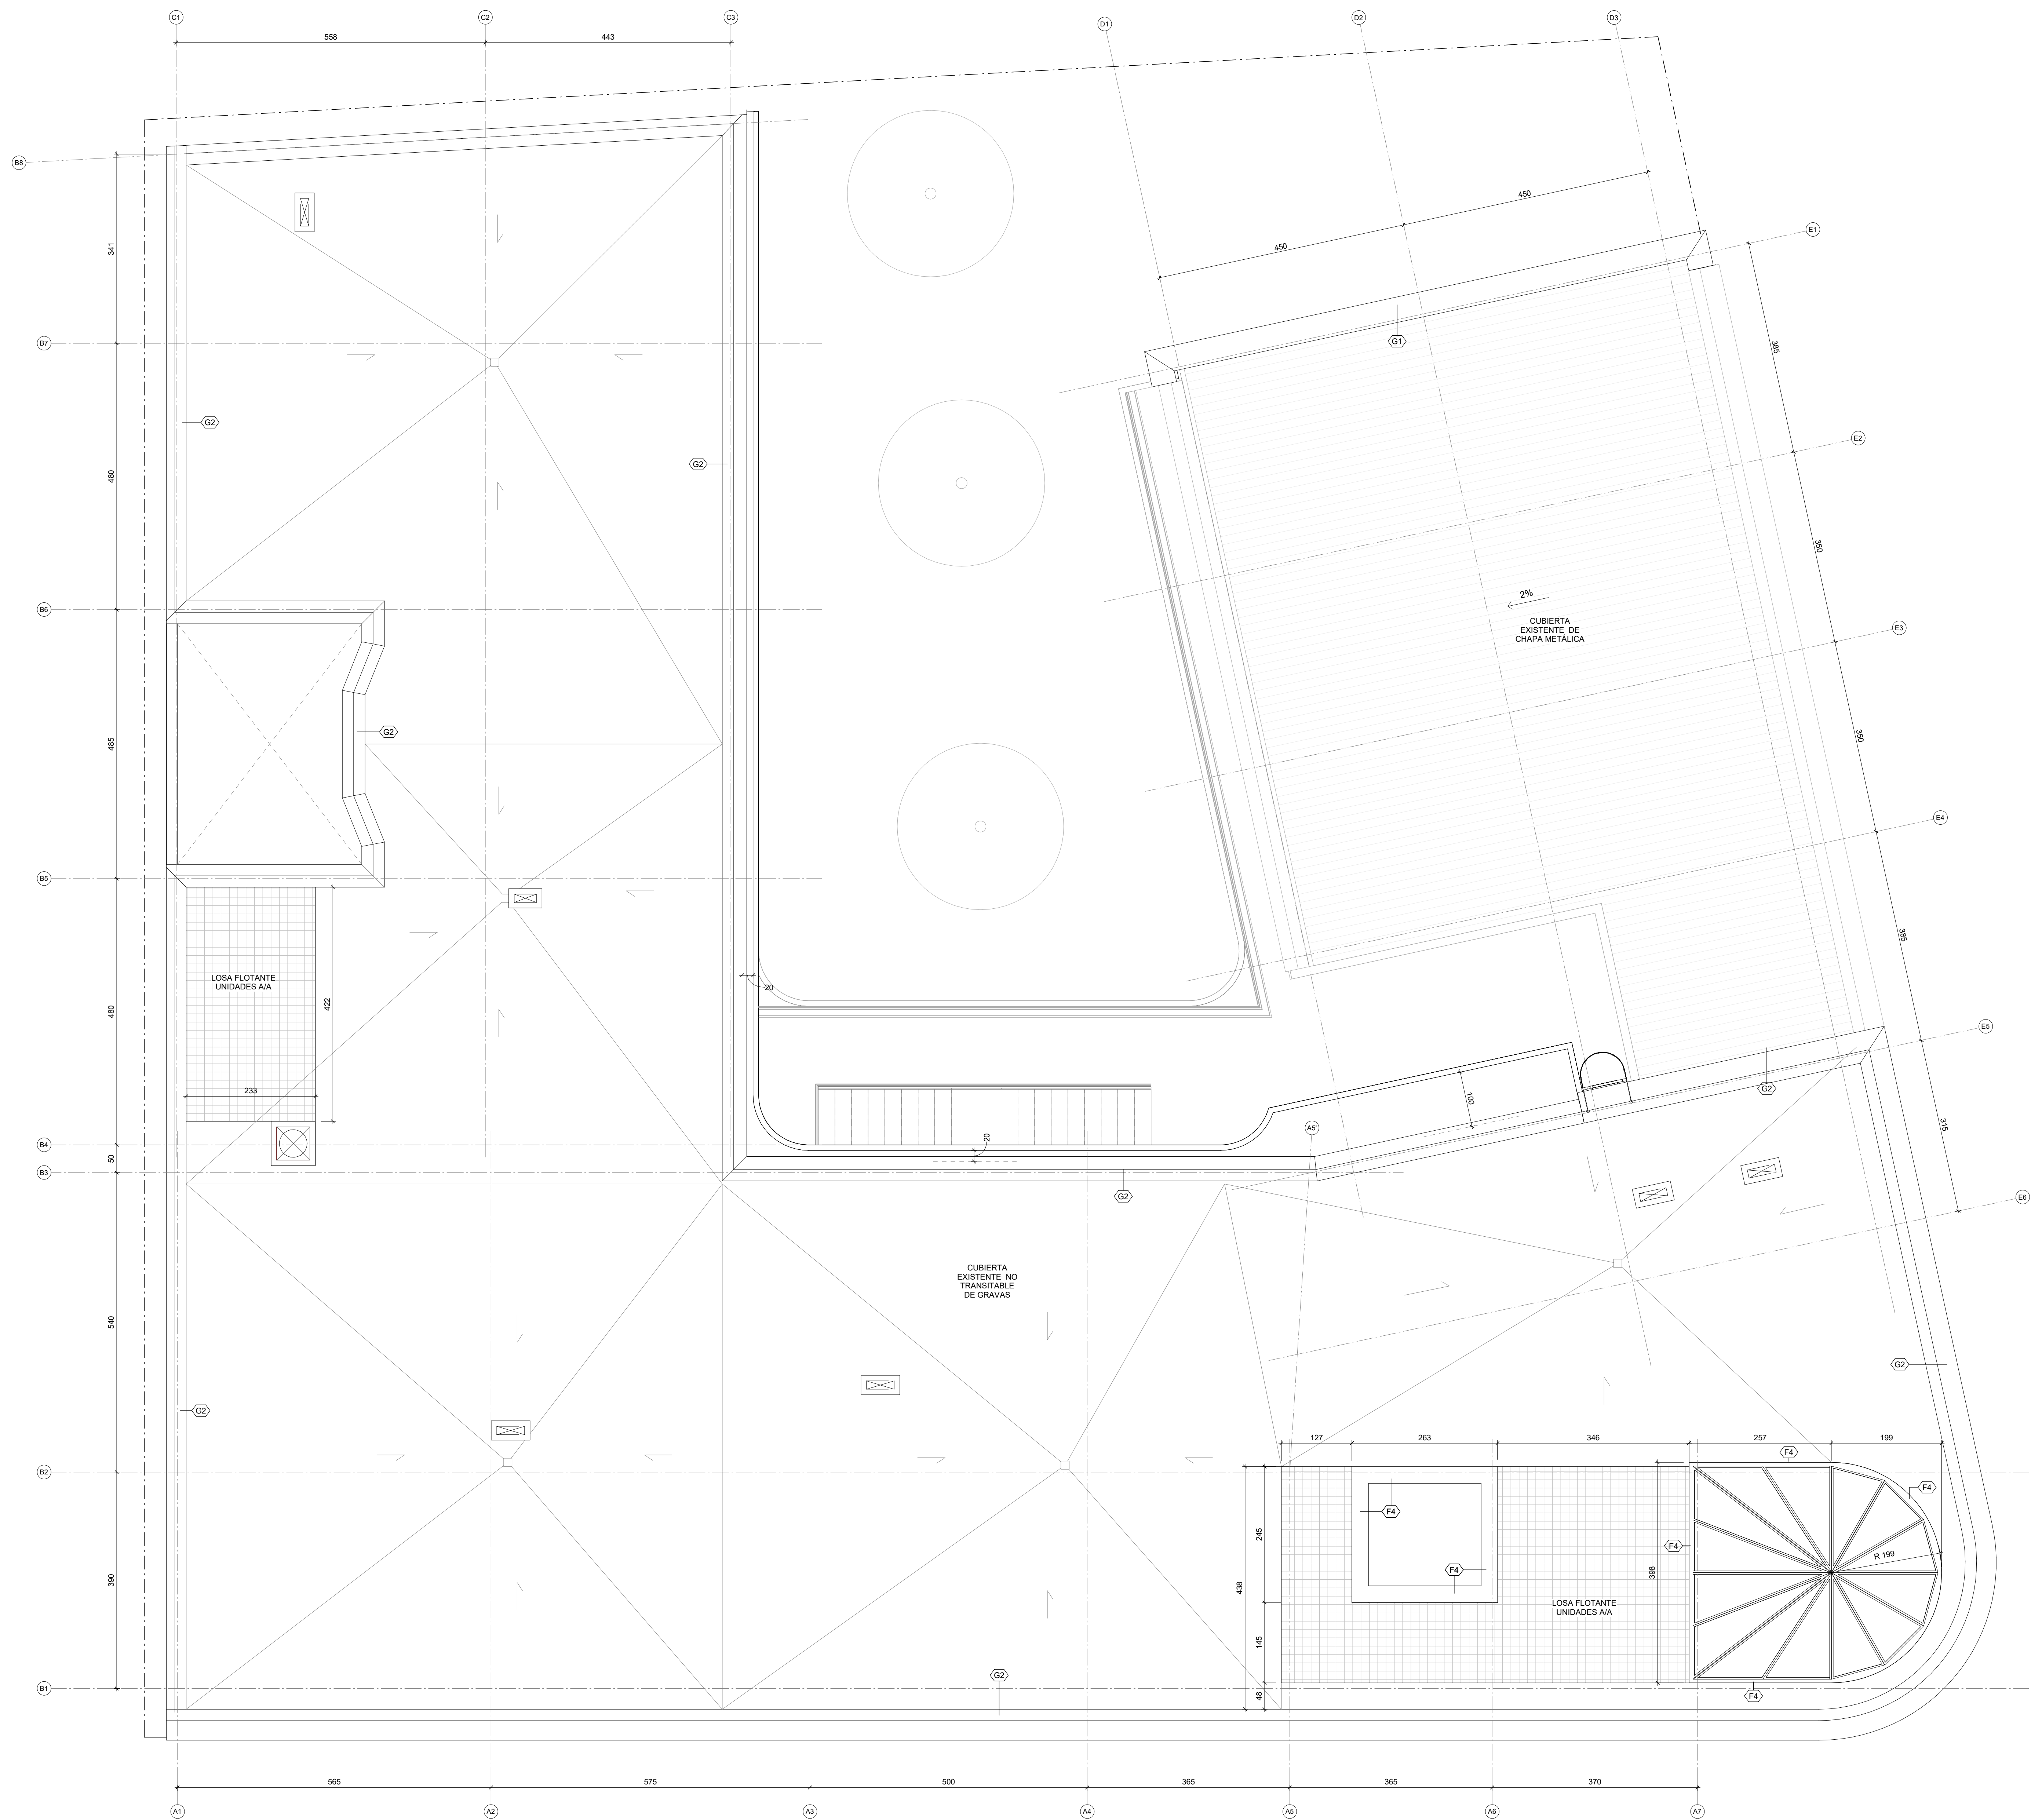 C1
C2
C3
D1
D2
D3
558
443
B8
450
450
E1
341
B7
G1
385
G2
E2
G2
480
350
2%
CUBIERTA
EXISTENTE DE
CHAPA METÁLICA
B6
E3
G2
485
350
E4
B5
385
LOSA FLOTANTE
UNIDADES A/A
20
422
480
E5
233
G2
100
315
A5'
20
B4
50
B3
G2
E6
CUBIERTA
EXISTENTE NO
TRANSITABLE
DE GRAVAS
540
G2
G2
127
263
346
257
199
F4
B2
F4
F4
245
F4
R 199
F4
398
438
390
LOSA FLOTANTE
UNIDADES A/A
145
G2
48
F4
B1
565
575
500
365
365
370
A1
A2
A3
A4
A5
A6
A7